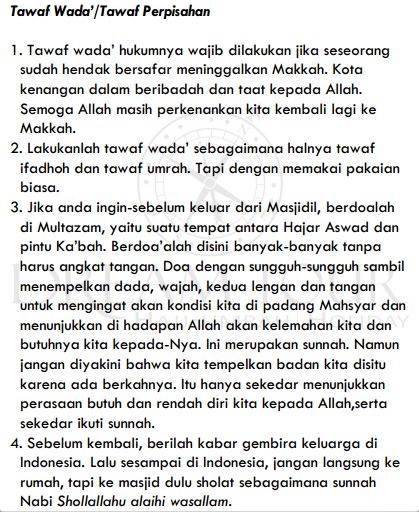 Tawaf Wada'/Tawaf Perpisahan
1. Tawaf wada' hukumnya wajib dilakukan jika seseorang
sudah hendak bersafar meninggalkan Makkah. Kota
kenangan dalam beribadah dan taat kepada Allah.
Semoga Allah masih perkenankan kita kembali lagi ke
Makkah.
2. Lakukanlah tawaf wada' sebagaimana halnya tawaf
ifadhoh dan tawaf umrah. Tapi dengan memakai pakaian
biasa.
3. Jika anda ingin-sebelum keluar dari Masjidil, berdoalah
di Multazam, yaitu suatu tempat antara Hajar Aswad dan
pintu Ka'bah. Berdoa'alah disini banyak-banyak tanpa
harus angkat tangan. Doa dengan sungguh-sungguh sambil
menempelkan dada, wajah, kedua lengan dan tangan
untuk mengingat akan kondisi kita di padang Mahsyar dan
menunjukkan di hadapan Allah akan kelemahan kita dan
butuhnya kita kepada-Nya. Ini merupakan sunnah. Namun
jangan diyakini bahwa kita tempelkan badan kita disitu
karena ada berkahnya. Itu hanya sekedar menunjukkan
perasaan butuh dan rendah diri kita kepada Allah,serta
sekedar ikuti sunnah.
4. Sebelum kembali, berilah kabar gembira keluarga di
Indonesia. Lalu sesampai di Indonesia, jangan langsung ke
rumah, tapi ke masjid dulu sholat sebagaimana sunnah
Nabi Shollallahu alaihi wasallam.